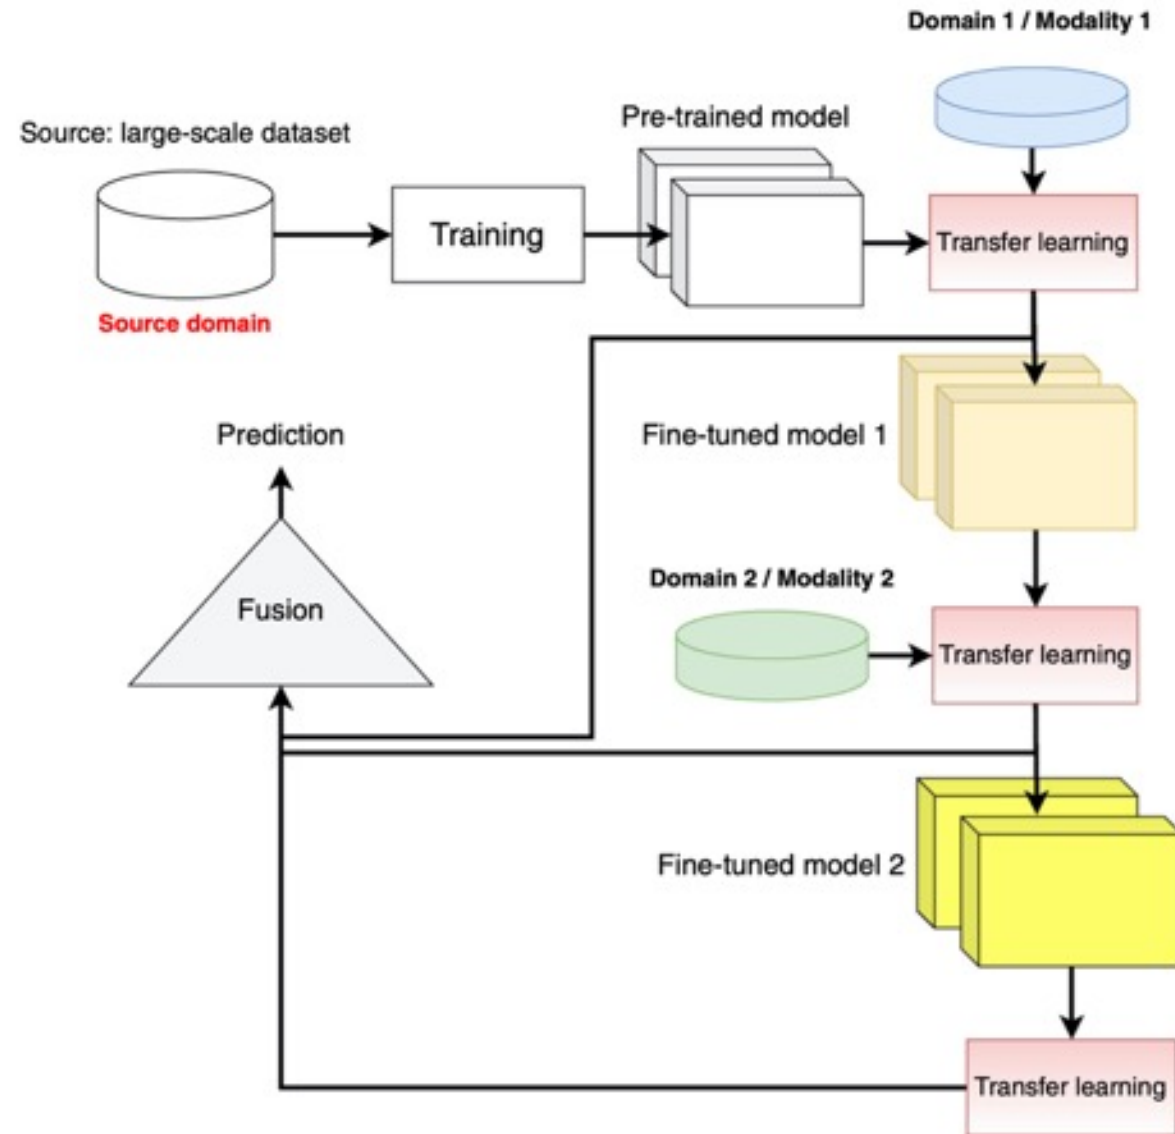 Domain 1 / Modality 1
Source: large-scale dataset
Pre-trained model
Training
Transfer learning
Source domain
Prediction
Fine-tuned model 1
Domain 2 / Modality 2
Fusion
Transfer learning
Fine-tuned model 2
Transfer learning